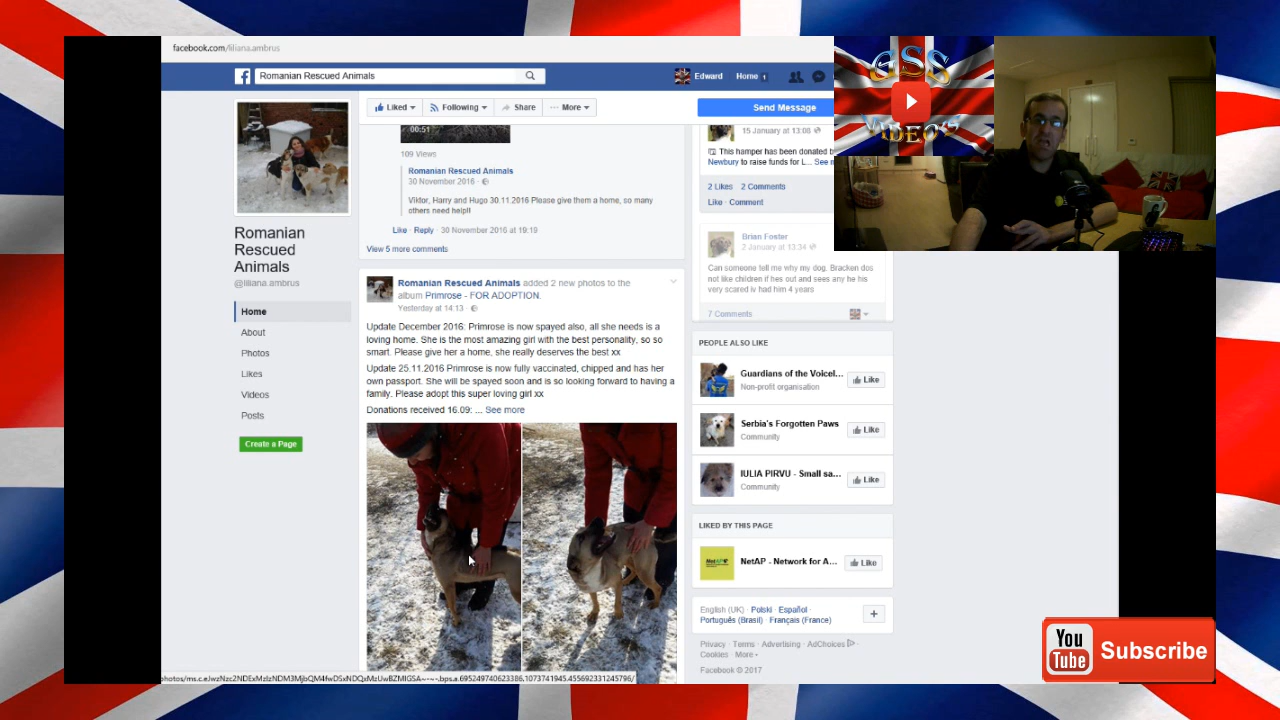 facebook.com/liliana.ambrus
Romanian Rescued Animals
Edward
Home 1
Liked
Following
Share
More
Send Message
Romanian
Rescued
Animals
@liliana.ambrus
Home
About
Photos
Likes
Videos
Posts
Create a Page
00:51
109 Views
Romanian Rescued Animals
30 November 2016
Viktor, Harry and Hugo 30.11.2016 Please give them a home, so many
others need help!!
Like · Reply · 30 November 2016 at 19:19
View 5 more comments
Romanian Rescued Animals added 2 new photos to the
album Primrose - FOR ADOPTION.
Yesterday at 14:13
Update December 2016: Primrose is now spayed also, all she needs is a
loving home. She is the most amazing girl with the best personality, so so
smart. Please give her a home, she really deserves the best xx
Update 25.11.2016 Primrose is now fully vaccinated, chipped and has her
own passport. She will be spayed soon and is so looking forward to having a
family. Please adopt this super loving girl xx
Donations received 16.09: ... See more
15 January at 13:08
This hamper has been donated b
Newbury to raise funds for L... See m
2 Likes 2 Comments
Like · Comment
Brian Foster
2 January at 13:34
Can someone tell me why my dog. Bracken dos
not like children if hes out and sees any he his
very scared iv had him 4 years
7 Comments
PEOPLE ALSO LIKE
Guardians of the Voicel...
Non-profit organisation
Like
Serbia's Forgotten Paws
Community
Like
IULIA PIRVU - Small sa...
Community
Like
LIKED BY THIS PAGE
NetAP - Network for A...
Like
English (UK) · Polski · Español ·
Português (Brasil) · Français (France)
+
Privacy · Terms · Advertising · AdChoices ·
Cookies · More
Facebook © 2017
GSS
VIDEO'Z
You
Tube
Subscribe